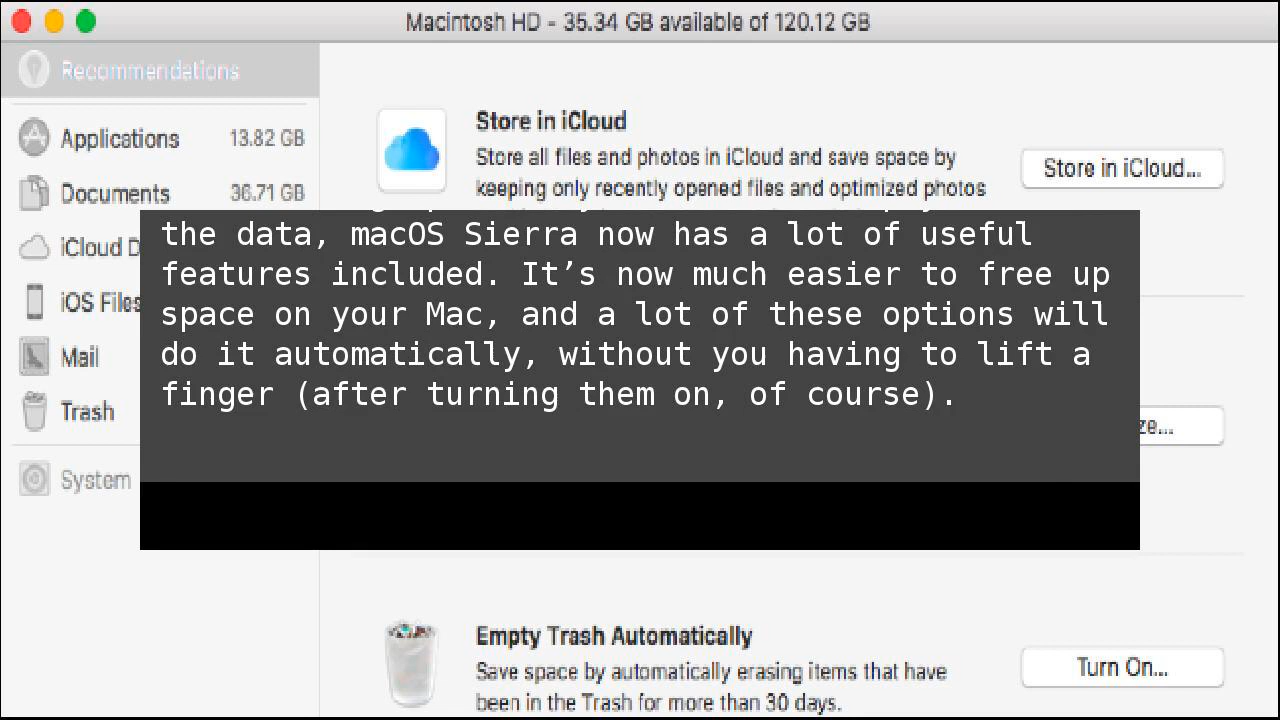 Macintosh HD - 35.34 GB available of 120.12 GB
Recommendations
Applications 13.82 GB
Documents 36.71 GB
iCloud D
iOS Files
Mail
Trash
System
Store in iCloud
Store all files and photos in iCloud and save space by
keeping only recently opened files and optimized photos
Store in iCloud...
the data, macOS Sierra now has a lot of useful
features included. It’s now much easier to free up
space on your Mac, and a lot of these options will
do it automatically, without you having to lift a
finger (after turning them on, of course).
ze...
Empty Trash Automatically
Save space by automatically erasing items that have
been in the Trash for more than 30 days.
Turn On...